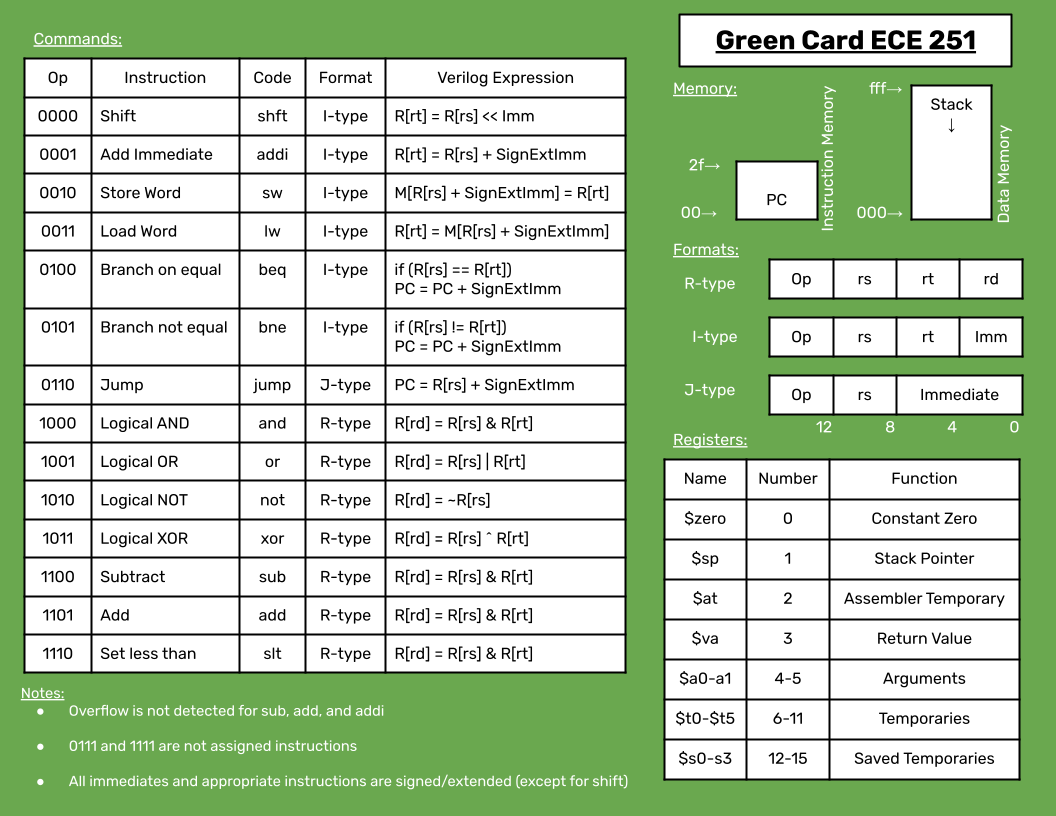 Commands:
Op Instruction Code Format Verilog Expression
0000 Shift shft I-type R[rt] = R[rs] << Imm
0001 Add Immediate addi I-type R[rt] = R[rs] + SignExtImm
0010 Store Word sw I-type M[R[rs] + SignExtImm] = R[rt]
0011 Load Word lw I-type R[rt] = M[R[rs] + SignExtImm]
0100 Branch on equal beq I-type if (R[rs] == R[rt])
PC = PC + SignExtImm
0101 Branch not equal bne I-type if (R[rs] != R[rt])
PC = PC + SignExtImm
0110 Jump jump J-type PC = R[rs] + SignExtImm
1000 Logical AND and R-type R[rd] = R[rs] & R[rt]
1001 Logical OR or R-type R[rd] = R[rs] | R[rt]
1010 Logical NOT not R-type R[rd] = ~R[rs]
1011 Logical XOR xor R-type R[rd] = R[rs] ^ R[rt]
1100 Subtract sub R-type R[rd] = R[rs] & R[rt]
1101 Add add R-type R[rd] = R[rs] & R[rt]
1110 Set less than slt R-type R[rd] = R[rs] & R[rt]
Notes:
● Overflow is not detected for sub, add, and addi
● 0111 and 1111 are not assigned instructions
● All immediates and appropriate instructions are signed/extended (except for shift)
Green Card ECE 251
Memory:
2f→
00→
PC
Instruction Memory
fff→
000→
Stack
↓
Data Memory
Formats:
R-type Op rs rt rd
I-type Op rs rt Imm
J-type Op rs Immediate
12 8 4 0
Registers:
Name Number Function
$zero 0 Constant Zero
$sp 1 Stack Pointer
$at 2 Assembler Temporary
$va 3 Return Value
$a0-a1 4-5 Arguments
$t0-$t5 6-11 Temporaries
$s0-s3 12-15 Saved Temporaries